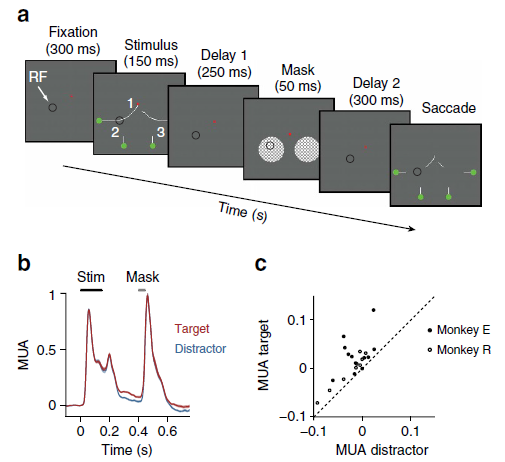 a
Fixation
(300 ms)
Stimulus
(150 ms)
Delay 1
(250 ms)
Mask
(50 ms)
Delay 2
(300 ms)
Saccade
RF
1
2
3
Time (s)
b
Stim
Mask
1
0.5
0
MUA
Target
Distractor
0
0.2
0.4
0.6
Time (s)
c
0.1
0
−0.1
MUA target
Monkey E
Monkey R
−0.1
0
0.1
MUA distractor